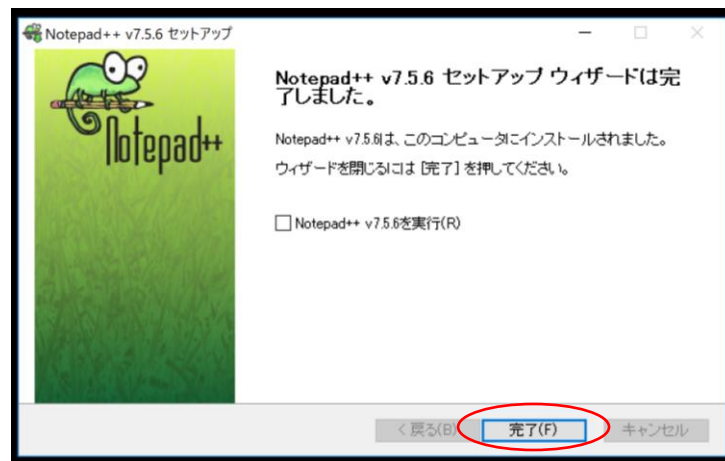 Notepad++ v7.5.6 セットアップ
Notepad++
Notepad++ v7.5.6 セットアップ ウィザードは完
了しました。
Notepad++ v7.5.6は、このコンピュータにインストールされました。
ウィザードを閉じるには [完了] を押してください。
Notepad++ v7.5.6を実行(R)
< 戻る(B) 完了(F) キャンセル